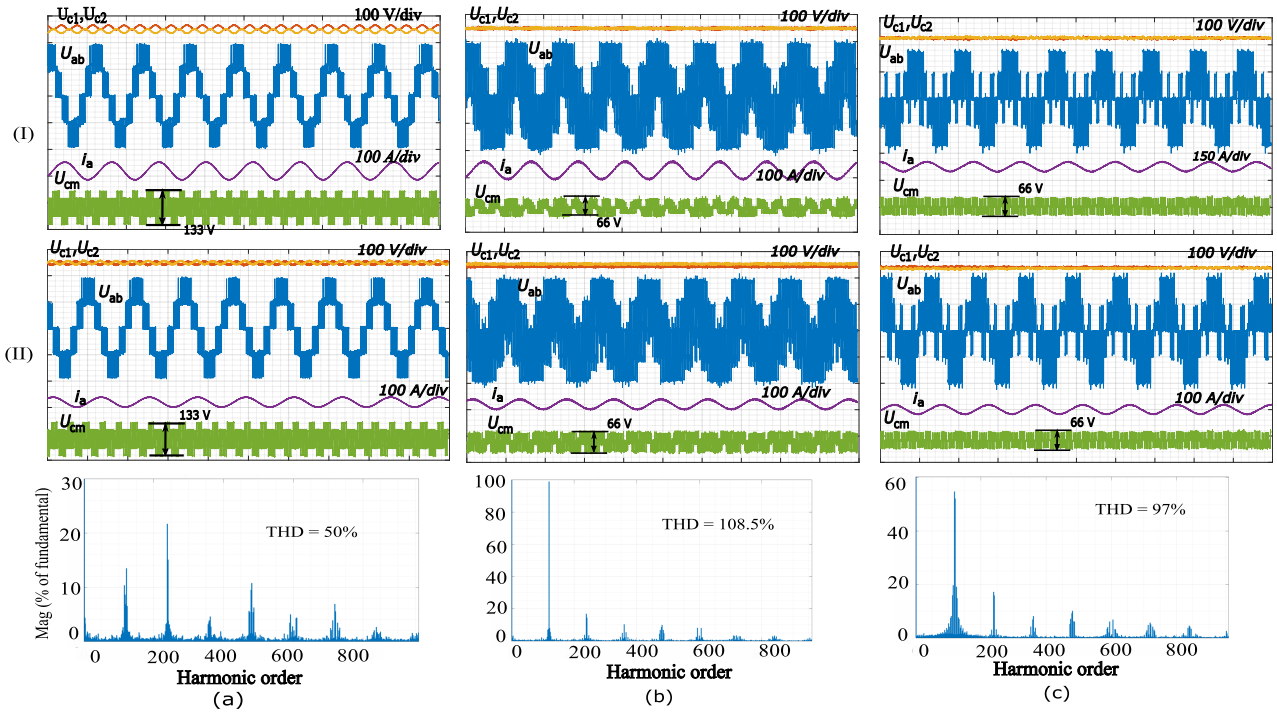 Uc1,Uc2
100 V/div
Uab
ia
100 A/div
Ucm
133 V
Uc1,Uc2
100 V/div
Uab
ia
100 A/div
Ucm
66 V
Uc1,Uc2
100 V/div
Uab
ia
150 A/div
Ucm
66 V
(I)
Uc1,Uc2
100 V/div
Uab
ia
100 A/div
Ucm
133 V
Uc1,Uc2
100 V/div
Uab
ia
100 A/div
Ucm
66 V
Uc1,Uc2
100 V/div
Uab
ia
100 A/div
Ucm
66 V
(II)
Mag (% of fundamental)
30
20
10
0
THD = 50%
0 200 400 600 800
Harmonic order
(a)
100
80
60
40
20
0
THD = 108.5%
0 200 400 600 800
Harmonic order
(b)
60
40
20
0
THD = 97%
0 200 400 600 800
Harmonic order
(c)